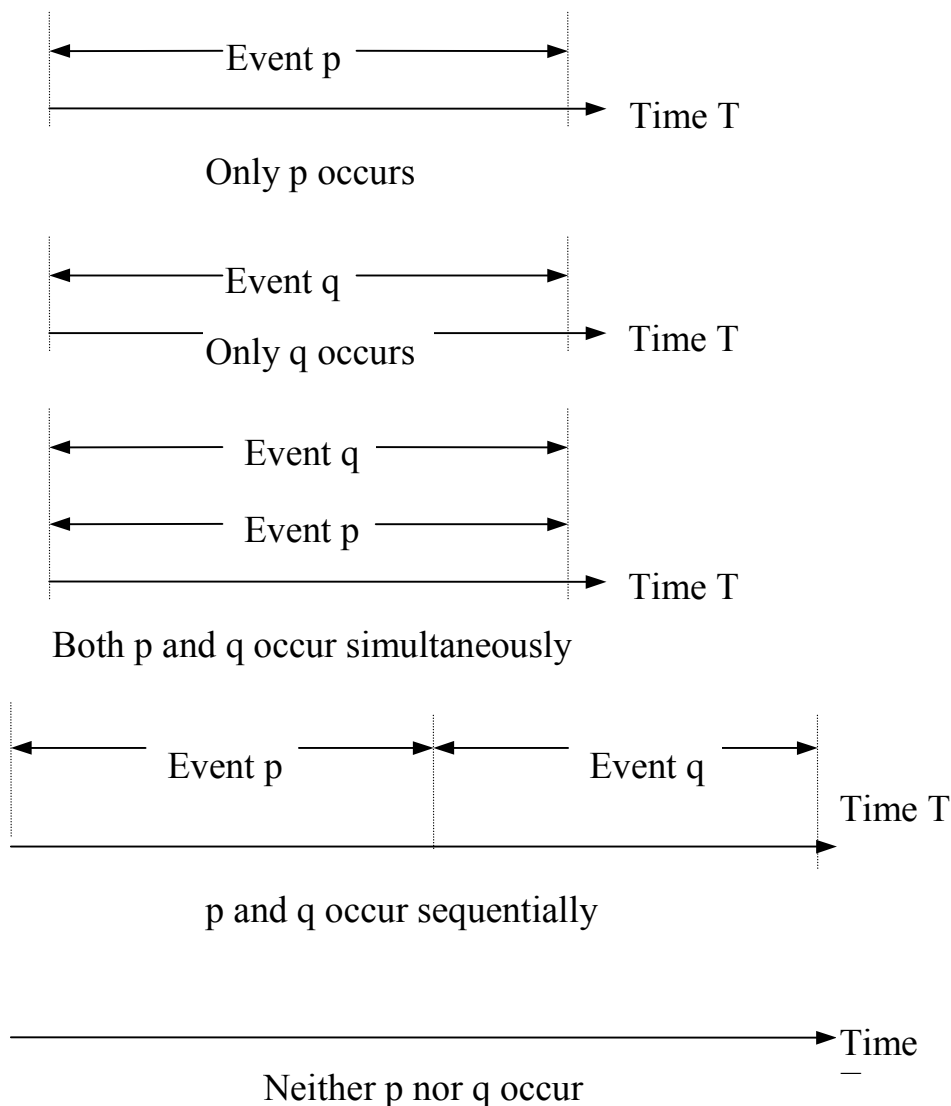 Event p
Time T
Only p occurs
Event q
Time T
Only q occurs
Event q
Event p
Time T
Both p and q occur simultaneously
Event p
Event q
Time T
p and q occur sequentially
Time
Neither p nor q occur